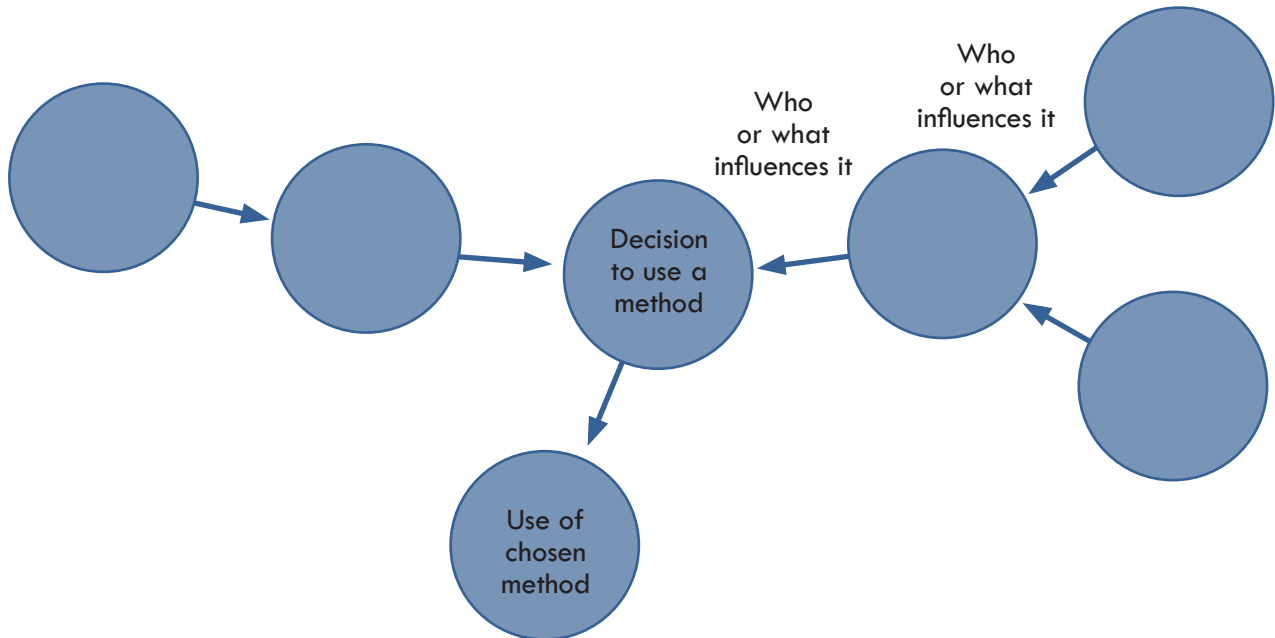 Who
or what
influences it
Who
or what
influences it
Decision
to use a
method
Use of
chosen
method